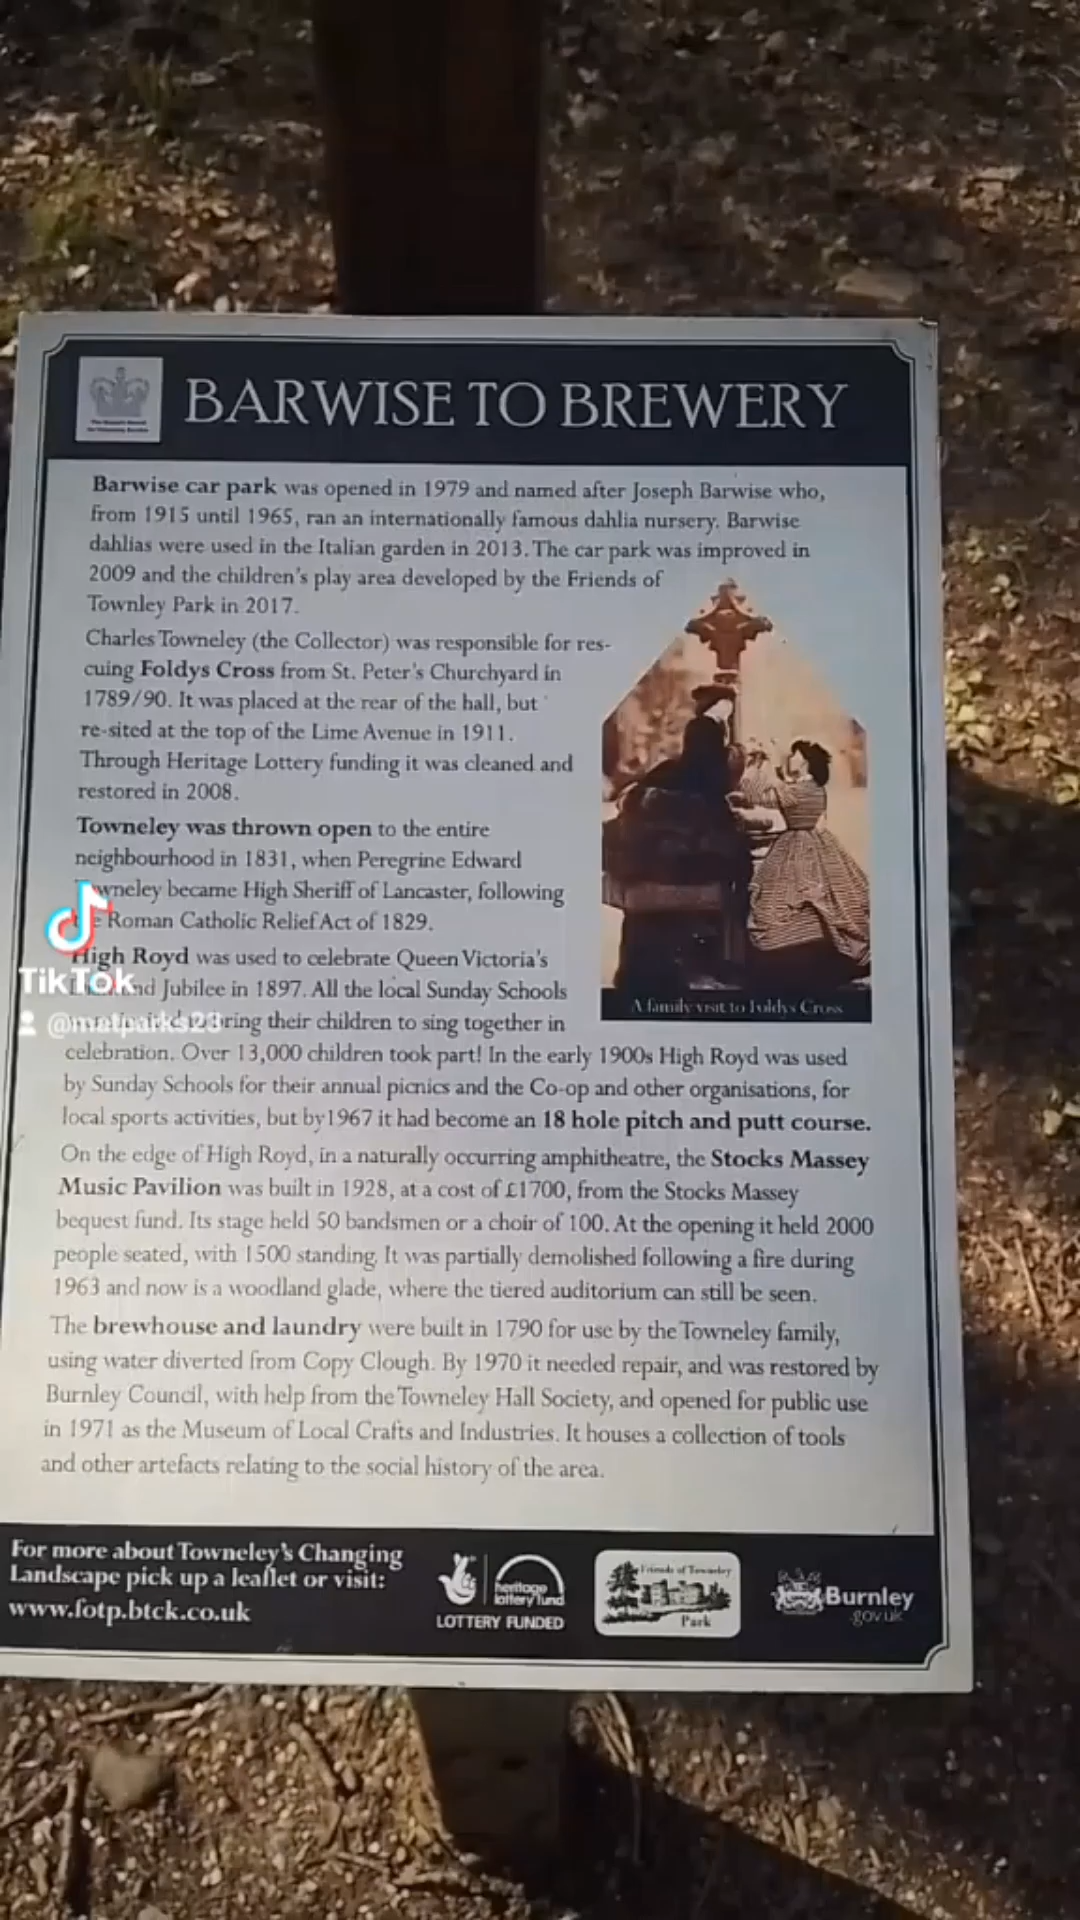 BARWISE TO BREWERY
Barwise car park was opened in 1979 and named after Joseph Barwise who,
from 1915 until 1965, ran an internationally famous dahlia nursery. Barwise
dahlias were used in the Italian garden in 2013. The car park was improved in
2009 and the children's play area developed by the Friends of
Townley Park in 2017.
Charles Towneley (the Collector) was responsible for res-
cuing Foldys Cross from St. Peter's Churchyard in
1789/90. It was placed at the rear of the hall, but
re-sited at the top of the Lime Avenue in 1911.
Through Heritage Lottery funding it was cleaned and
restored in 2008.
Towneley was thrown open to the entire
neighbourhood in 1831, when Peregrine Edward
Towneley became High Sheriff of Lancaster, following
the Roman Catholic Relief Act of 1829.
High Royd was used to celebrate Queen Victoria's
Jubilee in 1897. All the local Sunday Schools
to bring their children to sing together in
celebration. Over 13,000 children took part! In the early 1900s High Royd was used
by Sunday Schools for their annual picnics and the Co-op and other organisations, for
local sports activities, but by1967 it had become an 18 hole pitch and putt course.
On the edge of High Royd, in a naturally occurring amphitheatre, the Stocks Massey
Music Pavilion was built in 1928, at a cost of £1700, from the Stocks Massey
bequest fund. Its stage held 50 bandsmen or a choir of 100. At the opening it held 2000
people seated, with 1500 standing. It was partially demolished following a fire during
1963 and now is a woodland glade, where the tiered auditorium can still be seen.
The brewhouse and laundry were built in 1790 for use by the Towneley family,
using water diverted from Copy Clough. By 1970 it needed repair, and was restored by
Burnley Council, with help from the Towneley Hall Society, and opened for public use
in 1971 as the Museum of Local Crafts and Industries. It houses a collection of tools
and other artefacts relating to the social history of the area.
A family visit to Foldys Cross
TikTok
@matparks23
For more about Towneley's Changing
Landscape pick up a leaflet or visit:
www.fotp.btck.co.uk
heritage
lottery fund
LOTTERY FUNDED
Friends of Towneley
Park
Burnley
.gov.uk